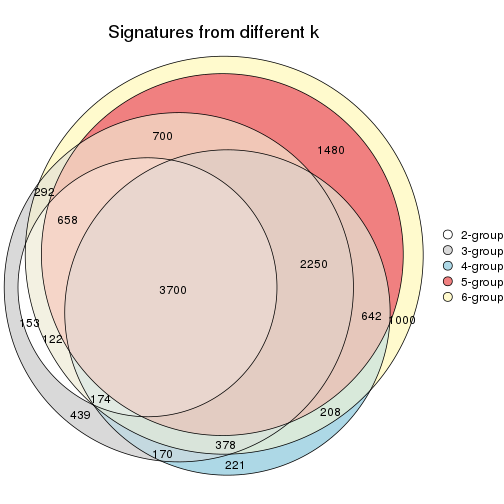 Signatures from different k
700
1480
292
658
2-group
3-group
2250
4-group
5-group
3700
6-group
642
1000
153
122
174
208
439
378
170
221